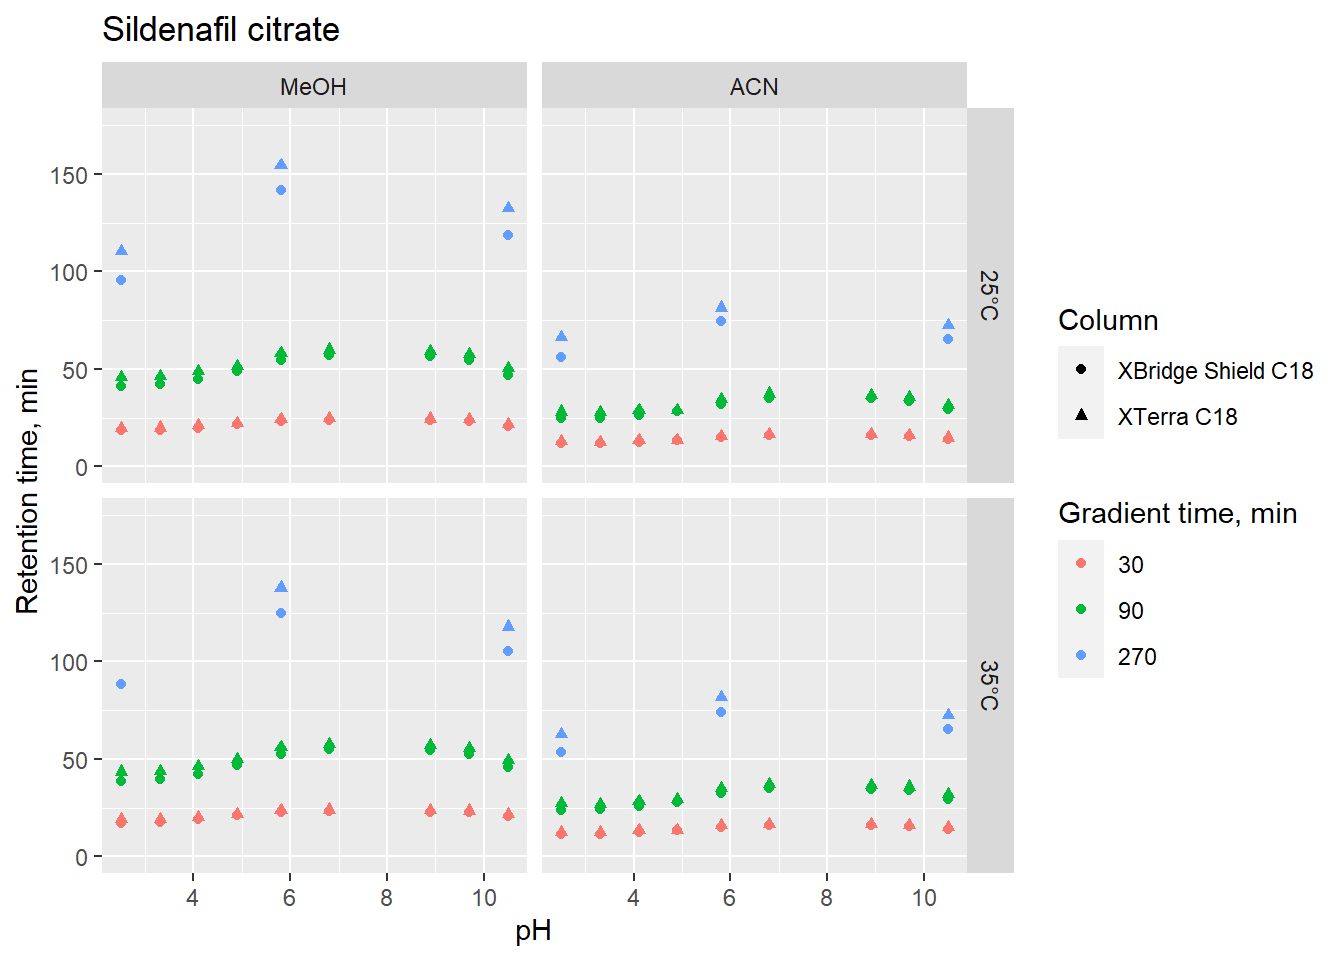 Sildenafil citrate
MeOH
ACN
150
100
50
0
25°C
150
100
50
0
35°C
4
6
8
10
4
6
8
10
pH
Retention time, min
Column
XBridge Shield C18
XTerra C18
Gradient time, min
30
90
270